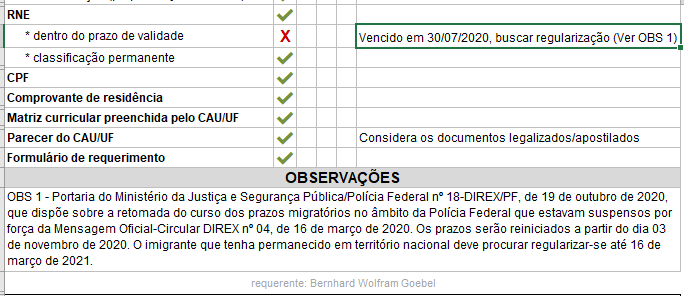 RNE
* dentro do prazo de validade X Vencido em 30/07/2020, buscar regularização (Ver OBS 1)
* classificação permanente
CPF
Comprovante de residência
Matriz curricular preenchida pelo CAU/UF
Parecer do CAU/UF Considera os documentos legalizados/apostilados
Formulário de requerimento
OBSERVAÇÕES
OBS 1 - Portaria do Ministério da Justiça e Segurança Pública/Polícia Federal nº 18-DIREX/PF, de 19 de outubro de 2020,
que dispõe sobre a retomada do curso dos prazos migratórios no âmbito da Polícia Federal que estavam suspensos por
força da Mensagem Oficial-Circular DIREX nº 04, de 16 de março de 2020. Os prazos serão reiniciados a partir do dia 03
de novembro de 2020. O imigrante que tenha permanecido em território nacional deve procurar regularizar-se até 16 de
março de 2021.
requerente: Bernhard Wolfram Goebel